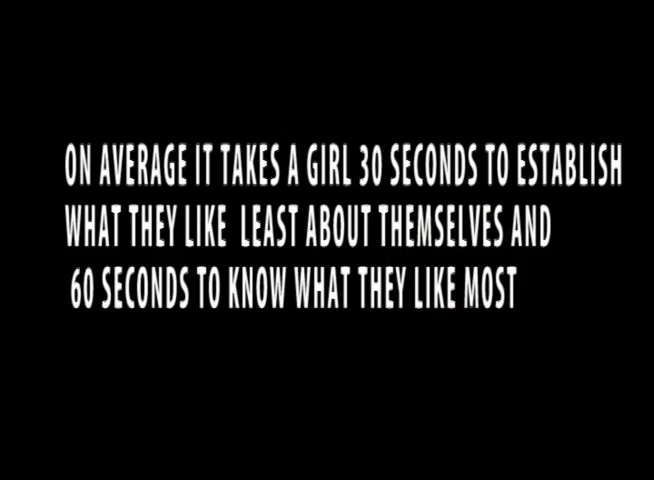 ON AVERAGE IT TAKES A GIRL 30 SECONDS TO ESTABLISH
WHAT THEY LIKE LEAST ABOUT THEMSELVES AND
60 SECONDS TO KNOW WHAT THEY LIKE MOST